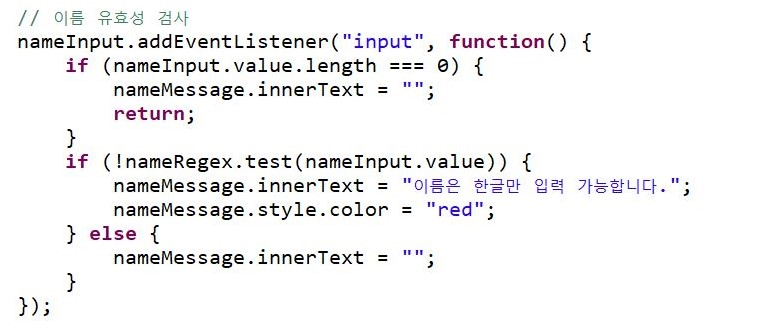 // 이름 유효성 검사
nameInput.addEventListener("input", function() {
    if (nameInput.value.length === 0) {
        nameMessage.innerText = "";
        return;
    }
    if (!nameRegex.test(nameInput.value)) {
        nameMessage.innerText = "이름은 한글만 입력 가능합니다.";
        nameMessage.style.color = "red";
    } else {
        nameMessage.innerText = "";
    }
});